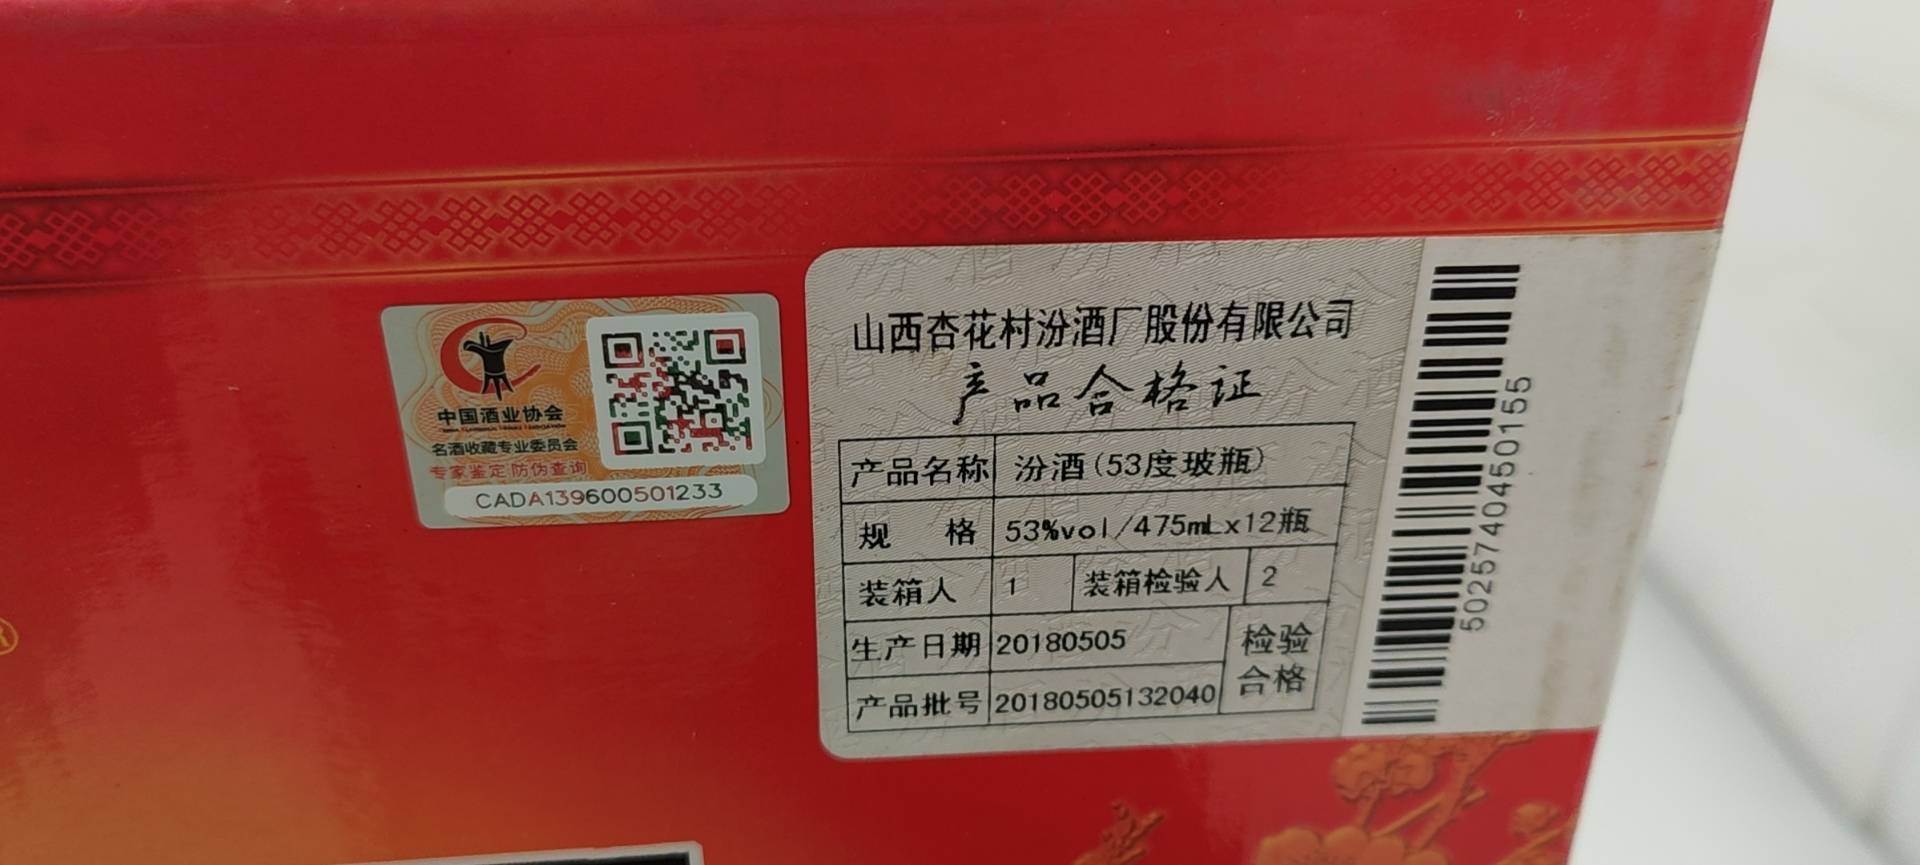 中国酒业协会
名酒收藏专业委员会
专家鉴定 防伪查询
CADA139600501233
山西杏花村汾酒厂股份有限公司
产品合格证
产品名称 汾酒(53度玻瓶)
规 格 53%vol/475mLx12瓶
装箱人 1 装箱检验人 2
生产日期 20180505 检验
产品批号 20180505132040 合格
50257404450155